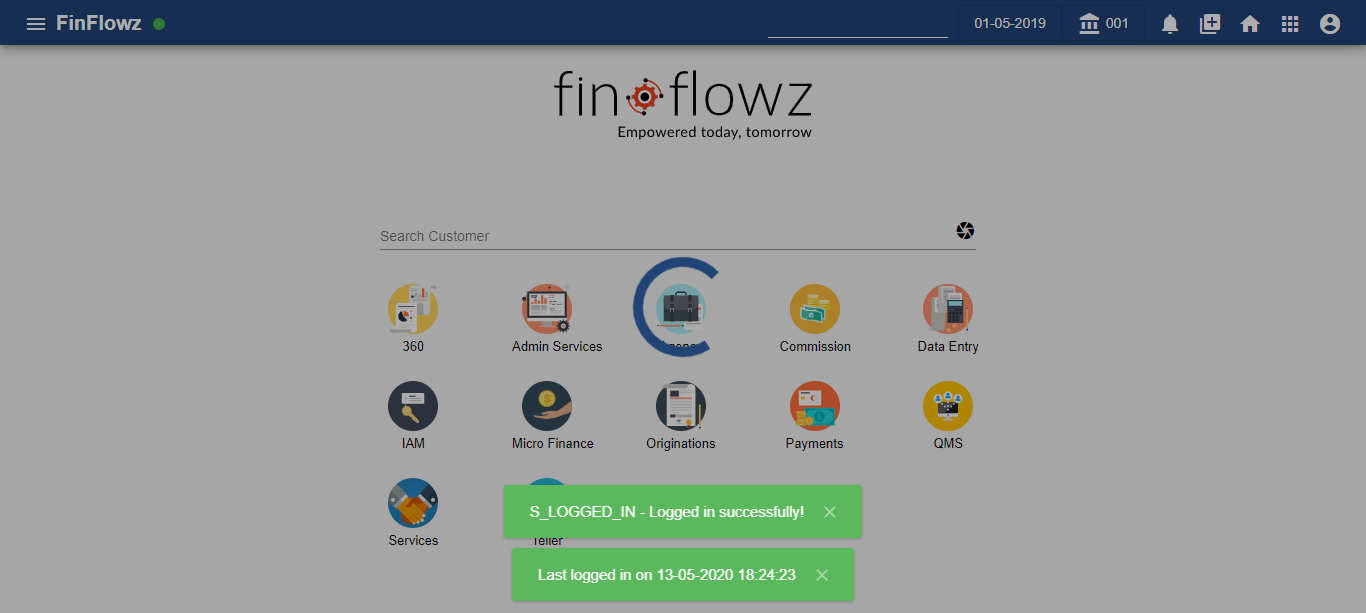 FinFlowz
01-05-2019
001
finflowz
Empowered today, tomorrow
Search Customer
360
Admin Services
Agency
Commission
Data Entry
IAM
Micro Finance
Originations
Payments
QMS
Services
Teller
S_LOGGED_IN - Logged in successfully!
Last logged in on 13-05-2020 18:24:23